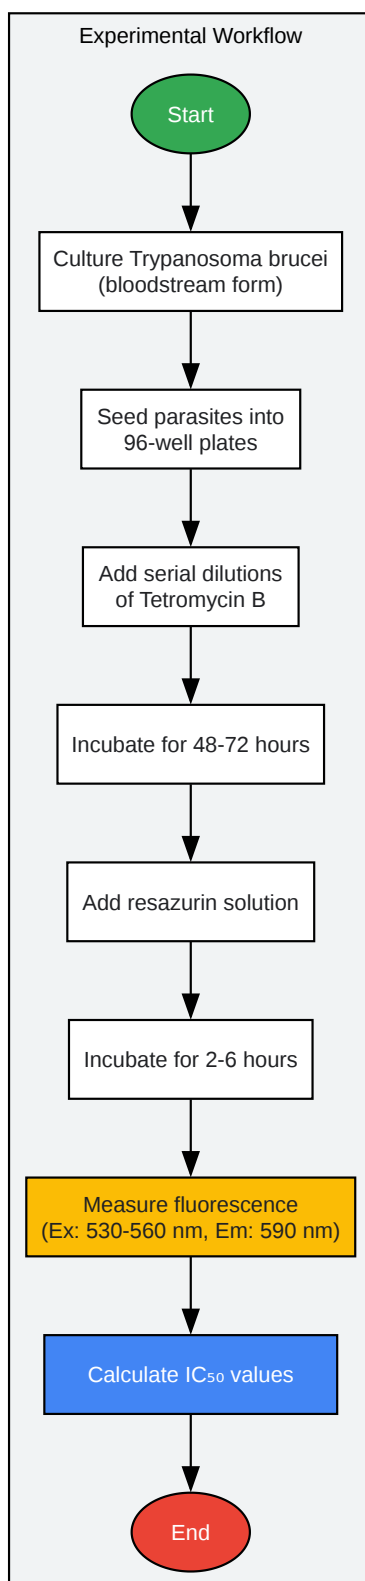 Experimental Workflow
Start
Culture Trypanosoma brucei
(bloodstream form)
Seed parasites into
96-well plates
Add serial dilutions
of Tetromycin B
Incubate for 48-72 hours
Add resazurin solution
Incubate for 2-6 hours
Measure fluorescence
(Ex: 530-560 nm, Em: 590 nm)
Calculate IC₅₀ values
End